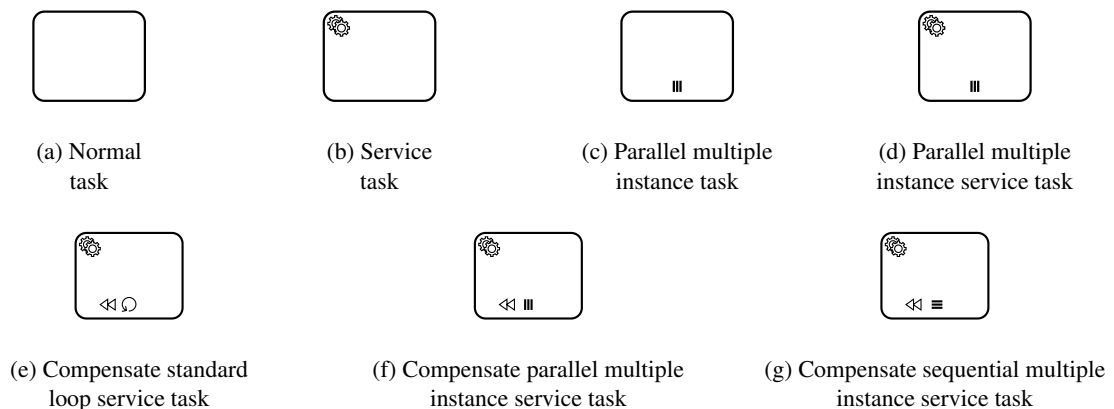 (a) Normal
task
(b) Service
task
(c) Parallel multiple
instance task
(d) Parallel multiple
instance service task
(e) Compensate standard
loop service task
(f) Compensate parallel multiple
instance service task
(g) Compensate sequential multiple
instance service task